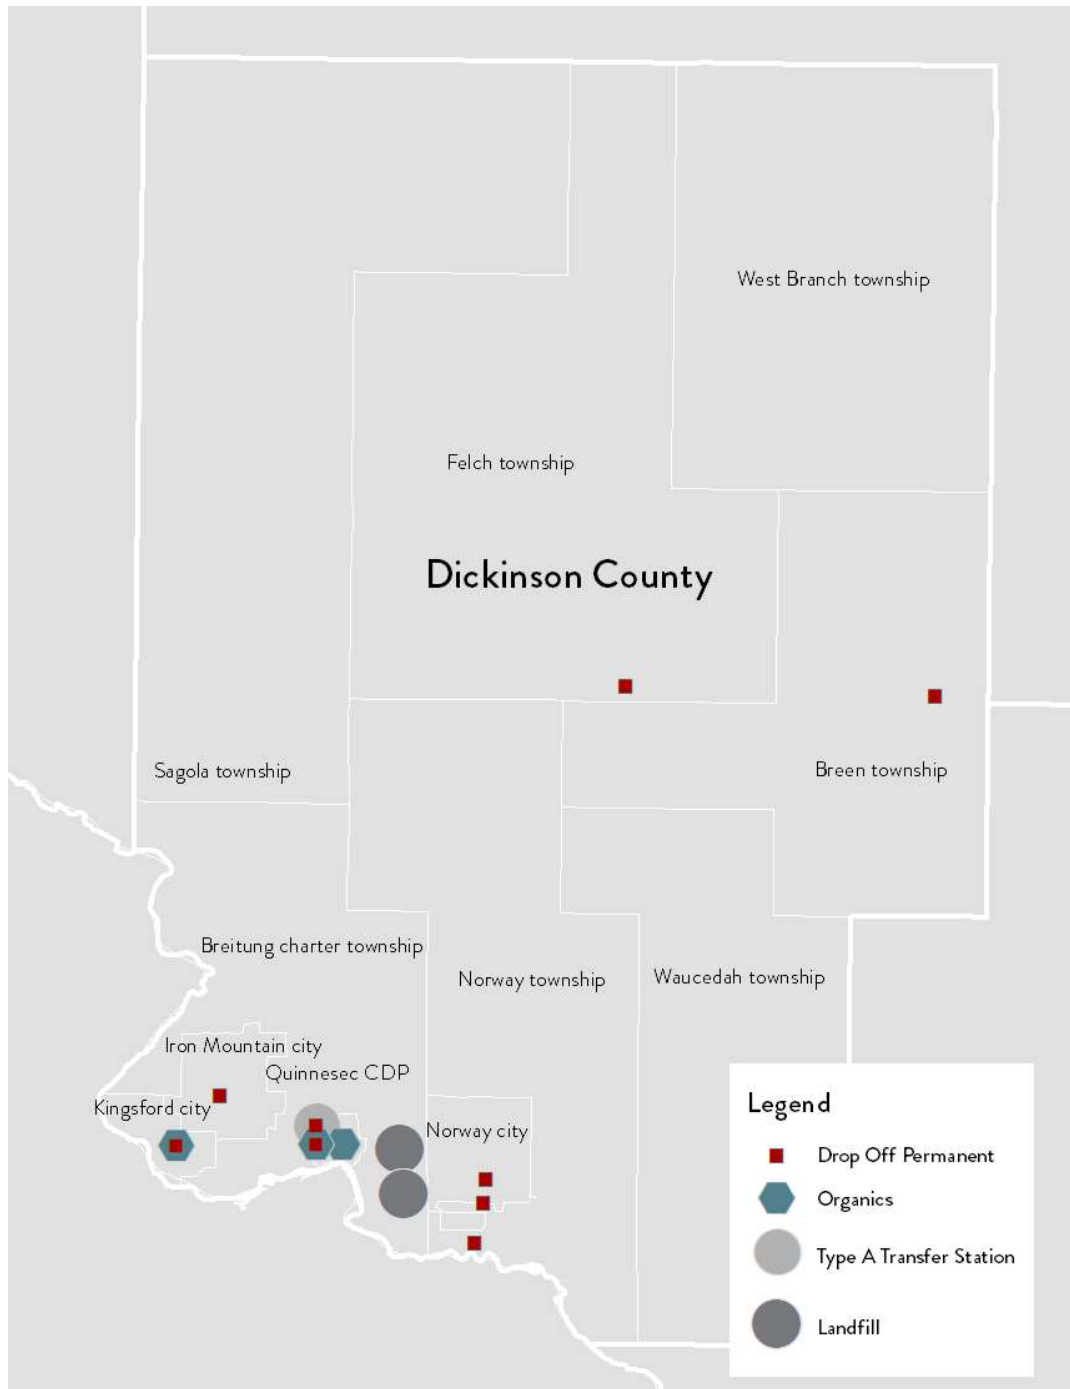 West Branch township
Felch township
Dickinson County
Sagola township
Breen township
Breitung charter township
Norway township
Waucedah township
Iron Mountain city
Quinnesec CDP
Kingsford city
Norway city
Legend
Drop Off Permanent
Organics
Type A Transfer Station
Landfill